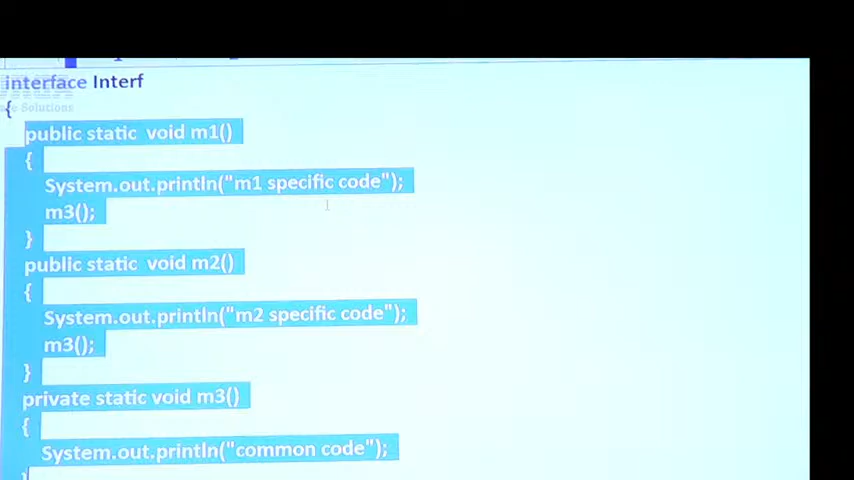 interface Interf
e Solutions
{
public static void m1()
{
System.out.println("m1 specific code");
m3();
}
public static void m2()
{
System.out.println("m2 specific code");
m3();
}
private static void m3()
{
System.out.println("common code");
}